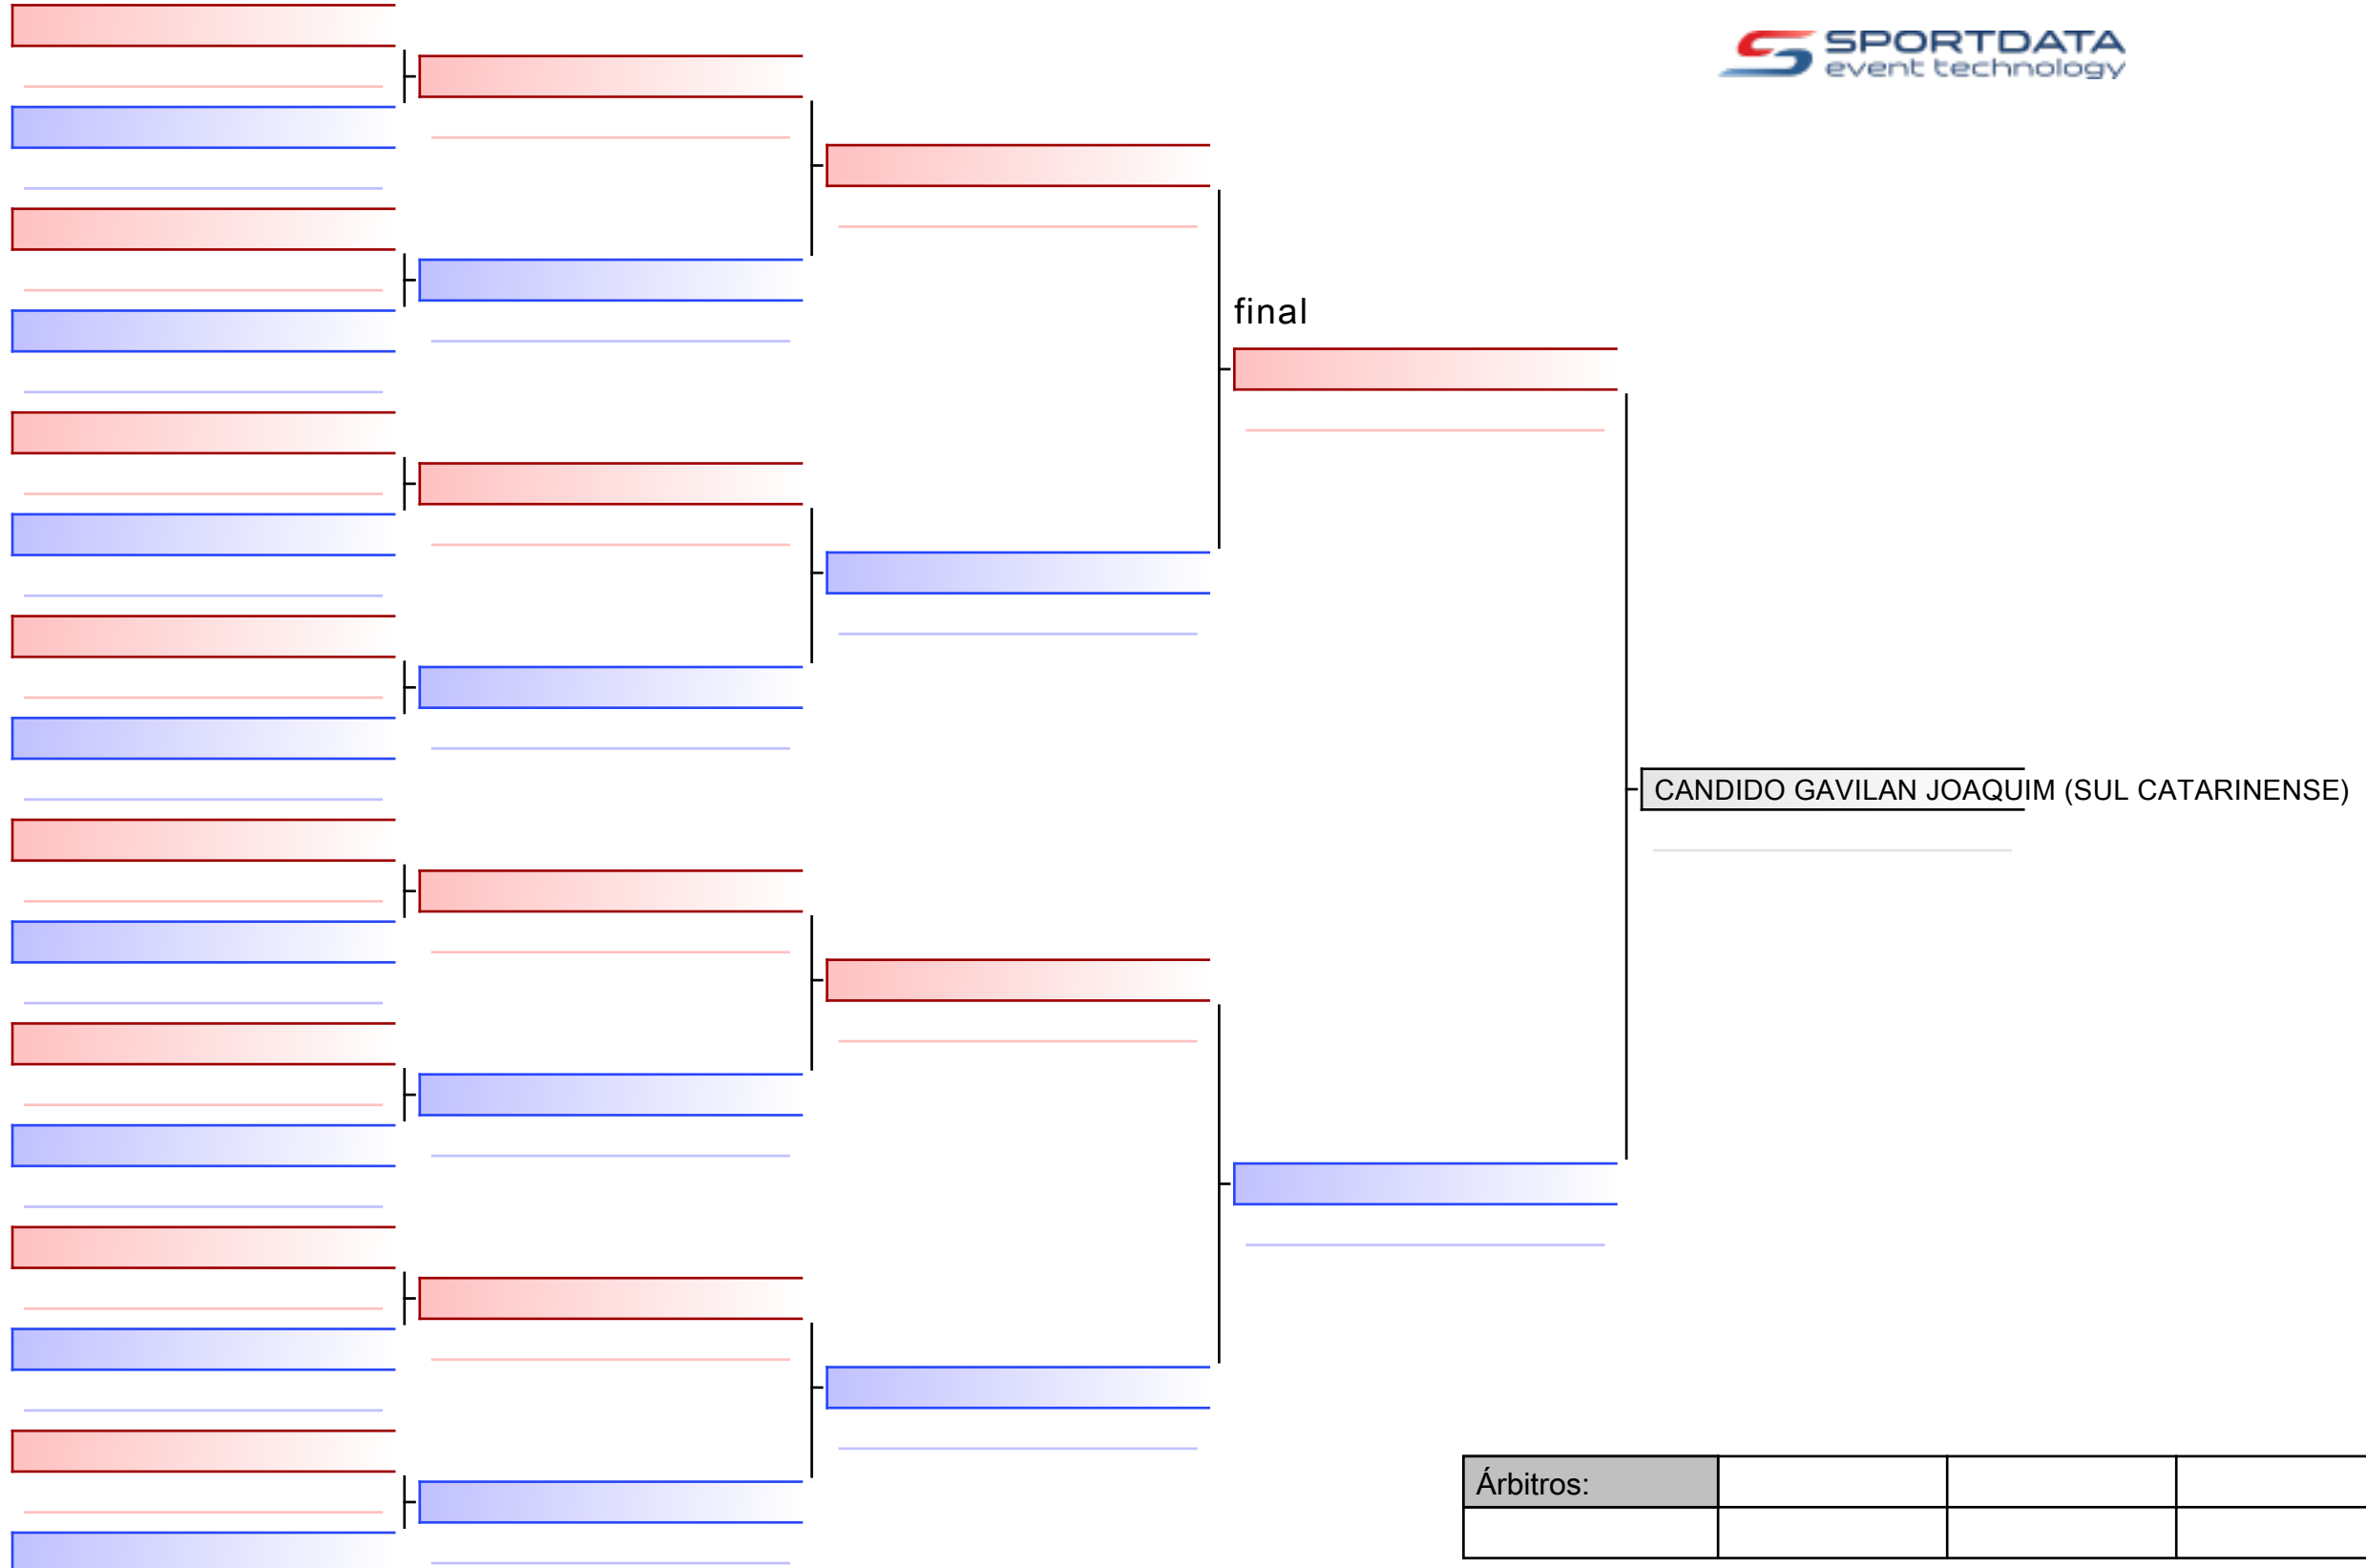 SPORTDATA
event technology
final
CANDIDO GAVILAN JOAQUIM (SUL CATARINENSE)
Árbitros: